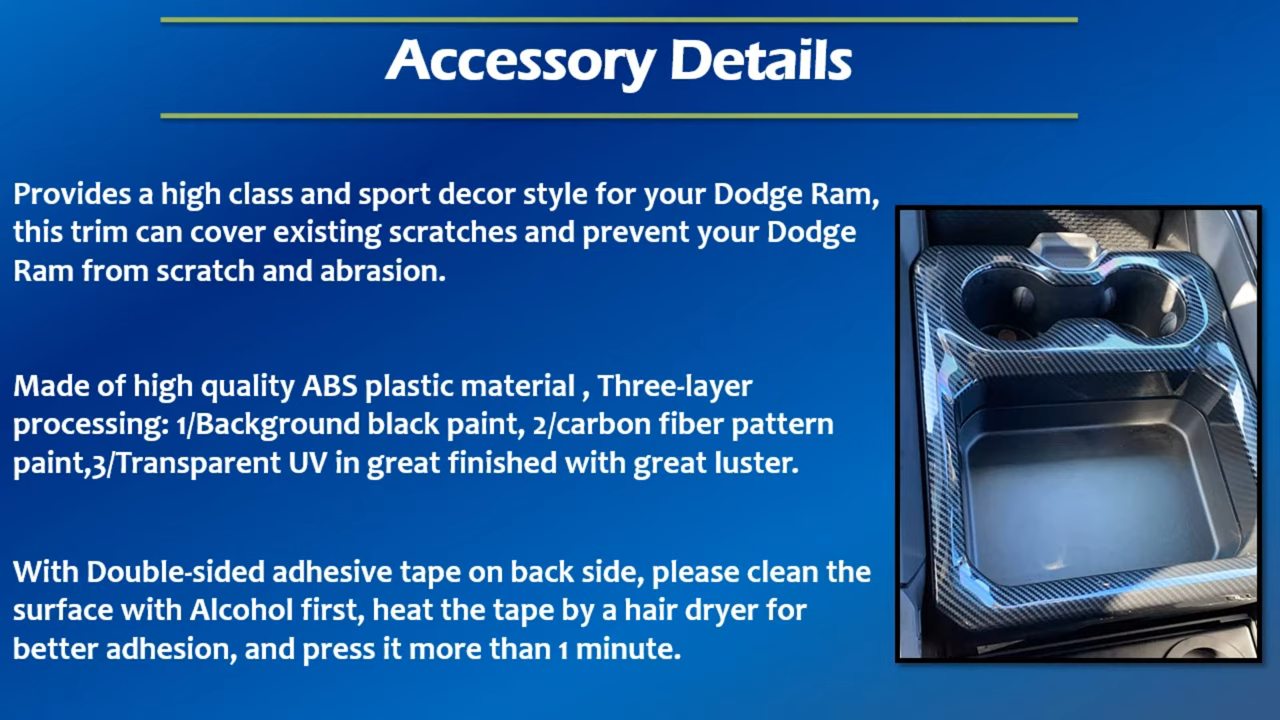 Accessory Details
Provides a high class and sport decor style for your Dodge Ram,
this trim can cover existing scratches and prevent your Dodge
Ram from scratch and abrasion.
Made of high quality ABS plastic material , Three-layer
processing: 1/Background black paint, 2/carbon fiber pattern
paint,3/Transparent UV in great finished with great luster.
With Double-sided adhesive tape on back side, please clean the
surface with Alcohol first, heat the tape by a hair dryer for
better adhesion, and press it more than 1 minute.